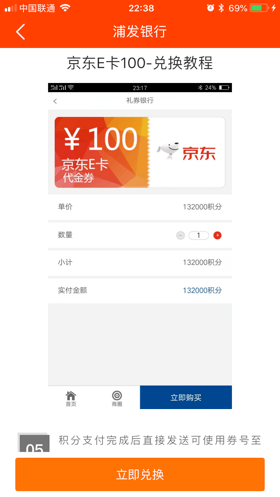 中国联通 22:38 69%
浦发银行
京东E卡100-兑换教程
23:17 24%
礼券银行
¥100
京东E卡
代金券
京东
单价 132000积分
数量 − 1 +
小计 132000积分
实付金额 132000积分
首页 商圈 立即购买
05 积分支付完成后直接发送可使用券号至
立即兑换